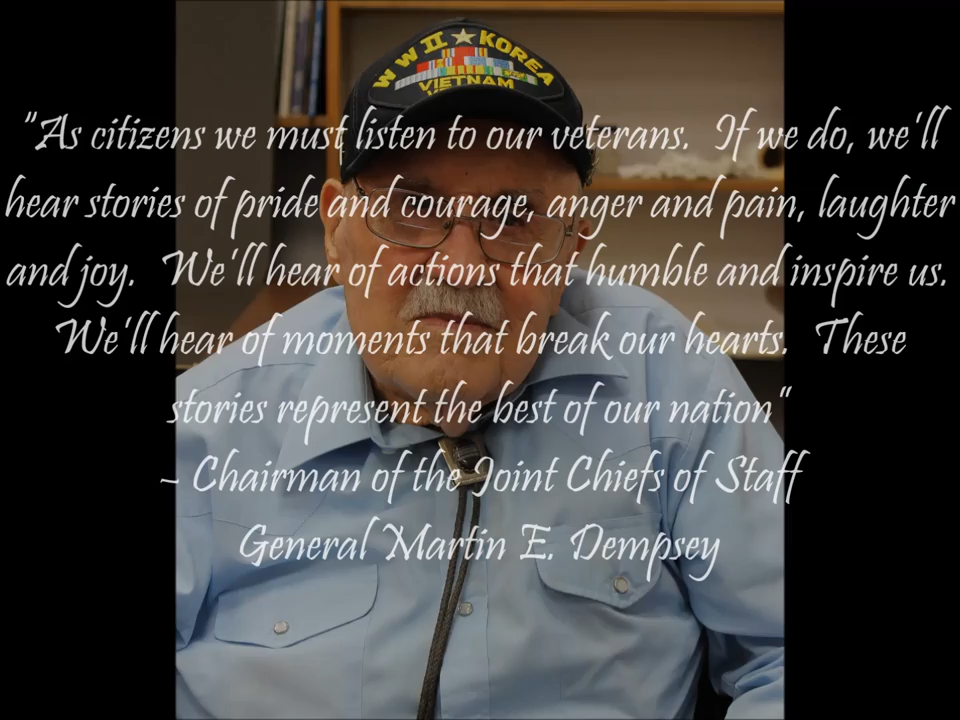 WWII ★ KOREA
VIETNAM
"As citizens we must listen to our veterans. If we do, we'll
hear stories of pride and courage, anger and pain, laughter
and joy. We'll hear of actions that humble and inspire us.
We'll hear of moments that break our hearts. These
stories represent the best of our nation"
~ Chairman of the Joint Chiefs of Staff
General Martin E. Dempsey